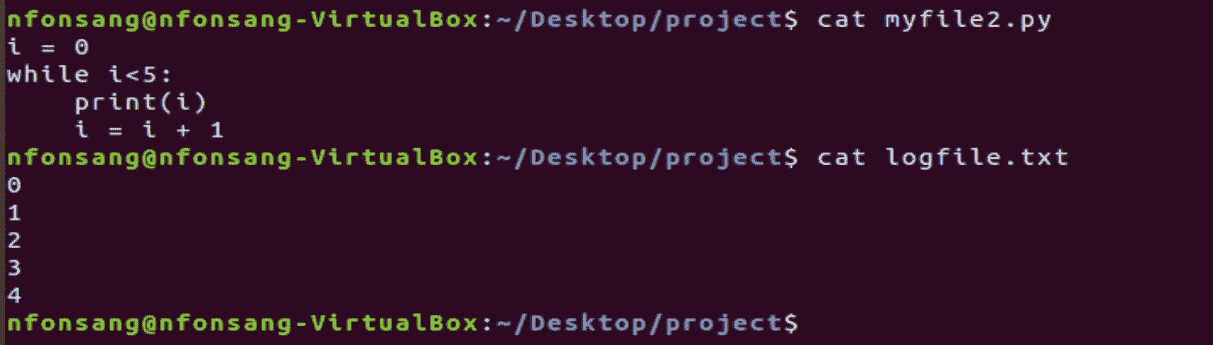 nfonsang@nfonsang-VirtualBox:~/Desktop/project$ cat myfile2.py
i = 0
while i<5:
    print(i)
    i = i + 1
nfonsang@nfonsang-VirtualBox:~/Desktop/project$ cat logfile.txt
0
1
2
3
4
nfonsang@nfonsang-VirtualBox:~/Desktop/project$